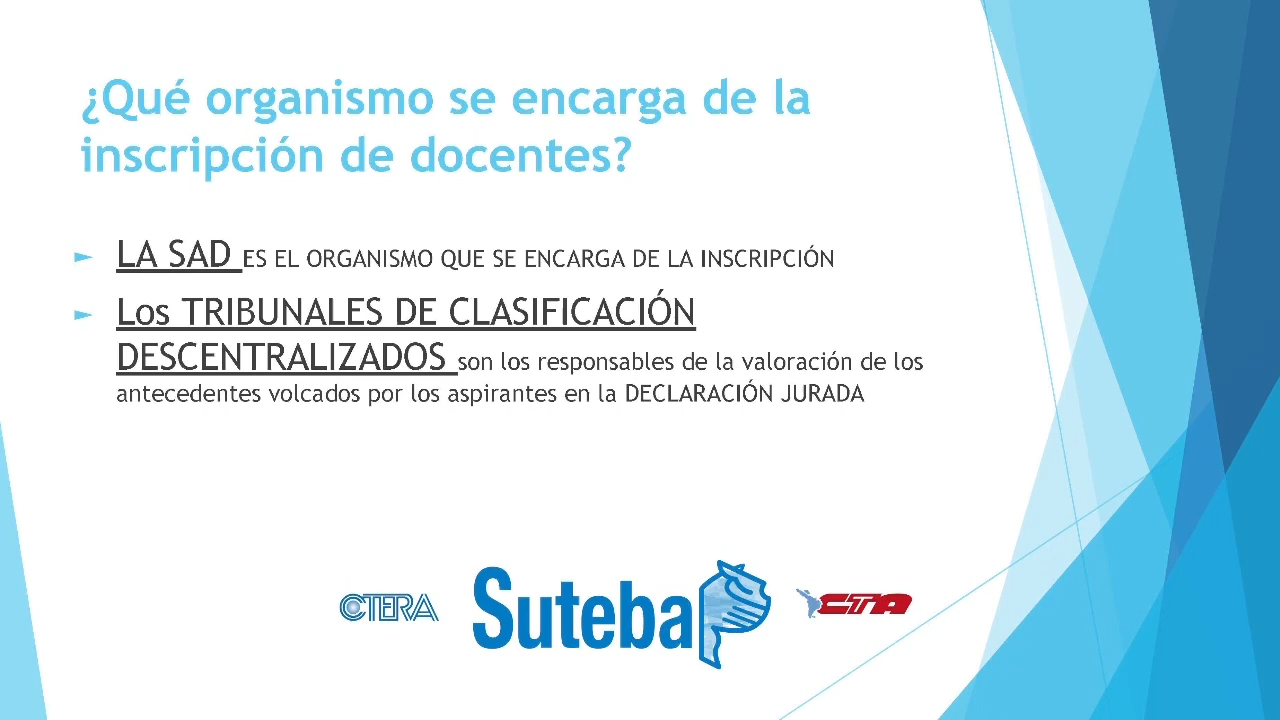 ¿Qué organismo se encarga de la
inscripción de docentes?
► LA SAD ES EL ORGANISMO QUE SE ENCARGA DE LA INSCRIPCIÓN
► Los TRIBUNALES DE CLASIFICACIÓN
DESCENTRALIZADOS son los responsables de la valoración de los
antecedentes volcados por los aspirantes en la DECLARACIÓN JURADA
CTERA Suteba CTA